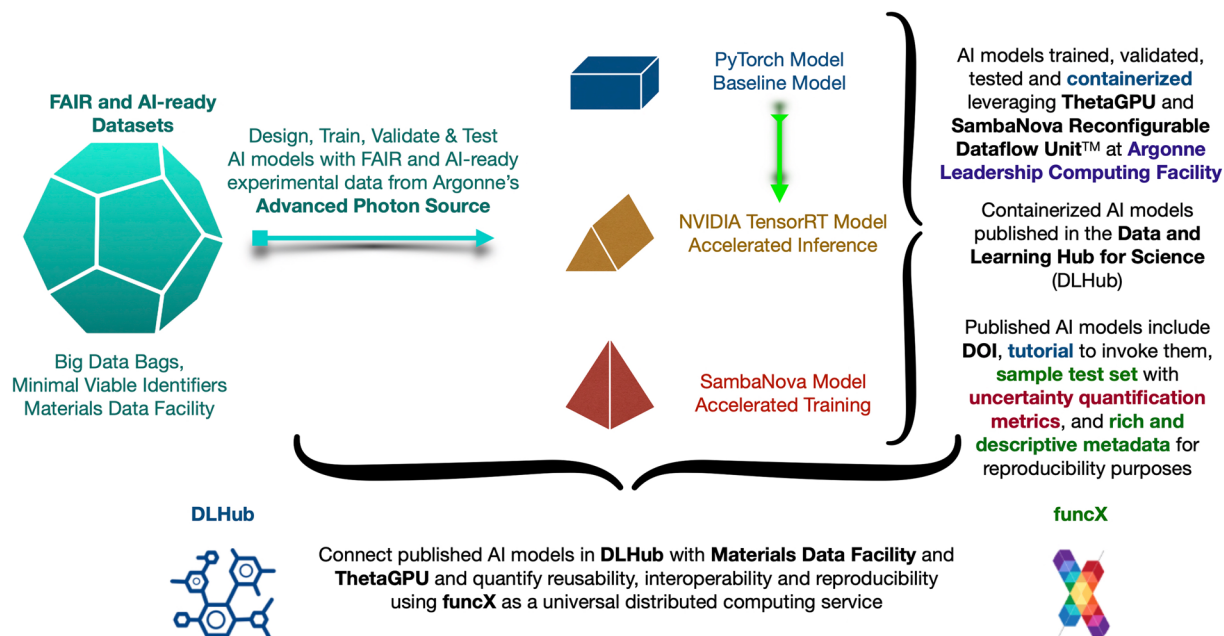 FAIR and AI-ready
Datasets
Big Data Bags,
Minimal Viable Identifiers
Materials Data Facility
Design, Train, Validate & Test
AI models with FAIR and AI-ready
experimental data from Argonne's
Advanced Photon Source
PyTorch Model
Baseline Model
NVIDIA TensorRT Model
Accelerated Inference
SambaNova Model
Accelerated Training
AI models trained, validated,
tested and containerized
leveraging ThetaGPU and
SambaNova Reconfigurable
Dataflow Unit™ at Argonne
Leadership Computing Facility
Containerized AI models
published in the Data and
Learning Hub for Science
(DLHub)
Published AI models include
DOI, tutorial to invoke them,
sample test set with
uncertainty quantification
metrics, and rich and
descriptive metadata for
reproducibility purposes
DLHub
Connect published AI models in DLHub with Materials Data Facility and
ThetaGPU and quantify reusability, interoperability and reproducibility
using funcX as a universal distributed computing service
funcX